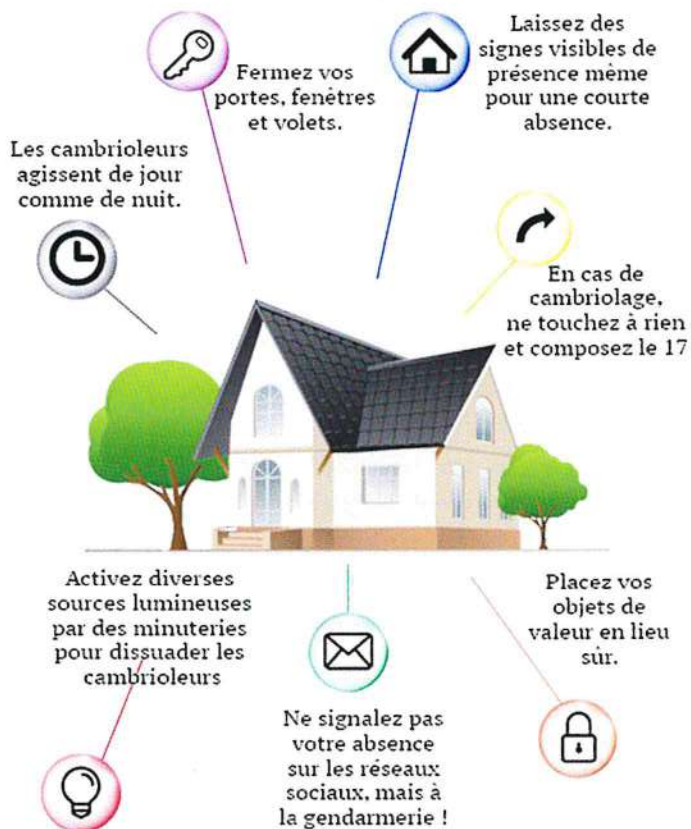 Laissez des
signes visibles de
présence même
pour une courte
absence.
Fermez vos
portes, fenêtres
et volets.
Les cambrioleurs
agissent de jour
comme de nuit.
En cas de
cambriolage,
ne touchez à rien
et composez le 17
Activez diverses
sources lumineuses
par des minuteries
pour dissuader les
cambrioleurs
Ne signalez pas
votre absence
sur les réseaux
sociaux, mais à
la gendarmerie !
Placez vos
objets de
valeur en lieu
sûr.